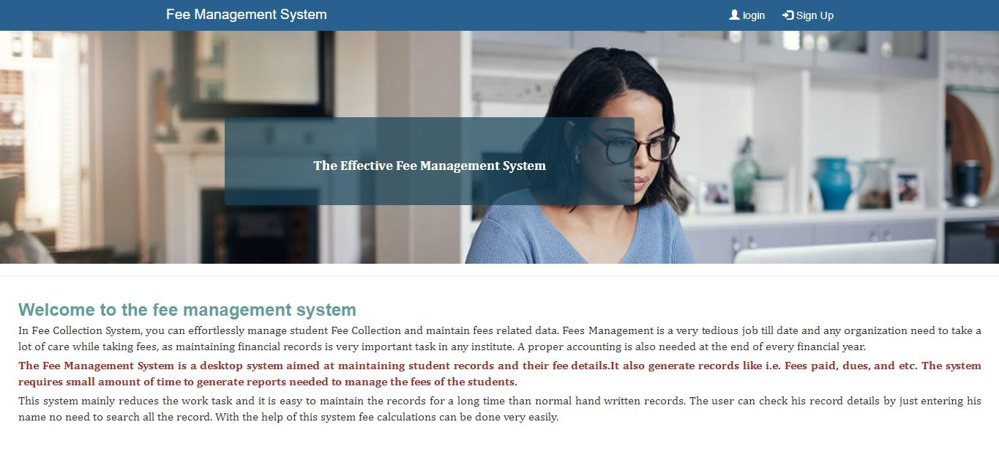 Fee Management System
login
Sign Up
The Effective Fee Management System
Welcome to the fee management system
In Fee Collection System, you can effortlessly manage student Fee Collection and maintain fees related data. Fees Management is a very tedious job till date and any organization need to take a
lot of care while taking fees, as maintaining financial records is very important task in any institute. A proper accounting is also needed at the end of every financial year.
The Fee Management System is a desktop system aimed at maintaining student records and their fee details.It also generate records like i.e. Fees paid, dues, and etc. The system
requires small amount of time to generate reports needed to manage the fees of the students.
This system mainly reduces the work task and it is easy to maintain the records for a long time than normal hand written records. The user can check his record details by just entering his
name no need to search all the record. With the help of this system fee calculations can be done very easily.